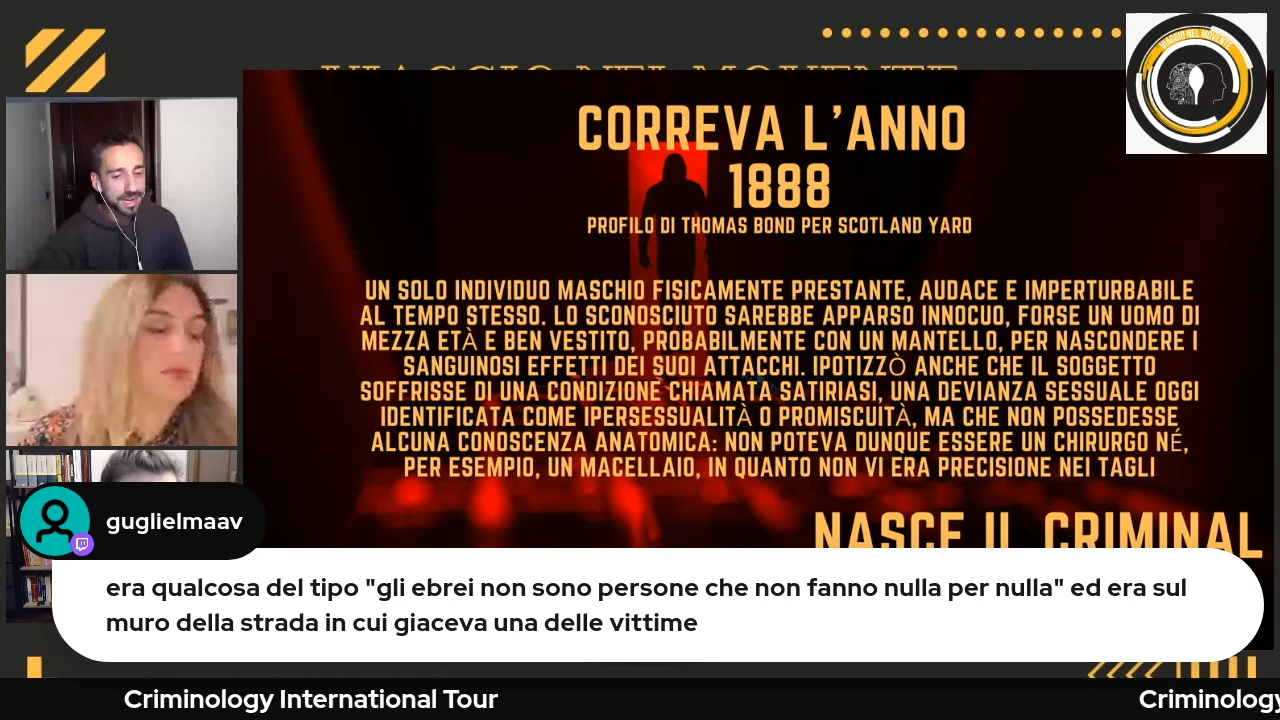 VIAGGIO NEL MOVENTE
VIAGGIO NEL MOVENTE
CORREVA L'ANNO
1888
PROFILO DI THOMAS BOND PER SCOTLAND YARD
UN SOLO INDIVIDUO MASCHIO FISICAMENTE PRESTANTE, AUDACE E IMPERTURBABILE
AL TEMPO STESSO. LO SCONOSCIUTO SAREBBE APPARSO INNOCUO, FORSE UN UOMO DI
MEZZA ETÀ E BEN VESTITO, PROBABILMENTE CON UN MANTELLO, PER NASCONDERE I
SANGUINOSI EFFETTI DEI SUOI ATTACCHI. IPOTIZZÒ ANCHE CHE IL SOGGETTO
SOFFRISSE DI UNA CONDIZIONE CHIAMATA SATIRIASI, UNA DEVIANZA SESSUALE OGGI
IDENTIFICATA COME IPERSESSUALITÀ O PROMISCUITÀ, MA CHE NON POSSEDESSE
ALCUNA CONOSCENZA ANATOMICA: NON POTEVA DUNQUE ESSERE UN CHIRURGO NÉ,
PER ESEMPIO, UN MACELLAIO, IN QUANTO NON VI ERA PRECISIONE NEI TAGLI
NASCE IL CRIMINAL
guglielmaav
era qualcosa del tipo "gli ebrei non sono persone che non fanno nulla per nulla" ed era sul
muro della strada in cui giaceva una delle vittime
Criminology International Tour
Criminology